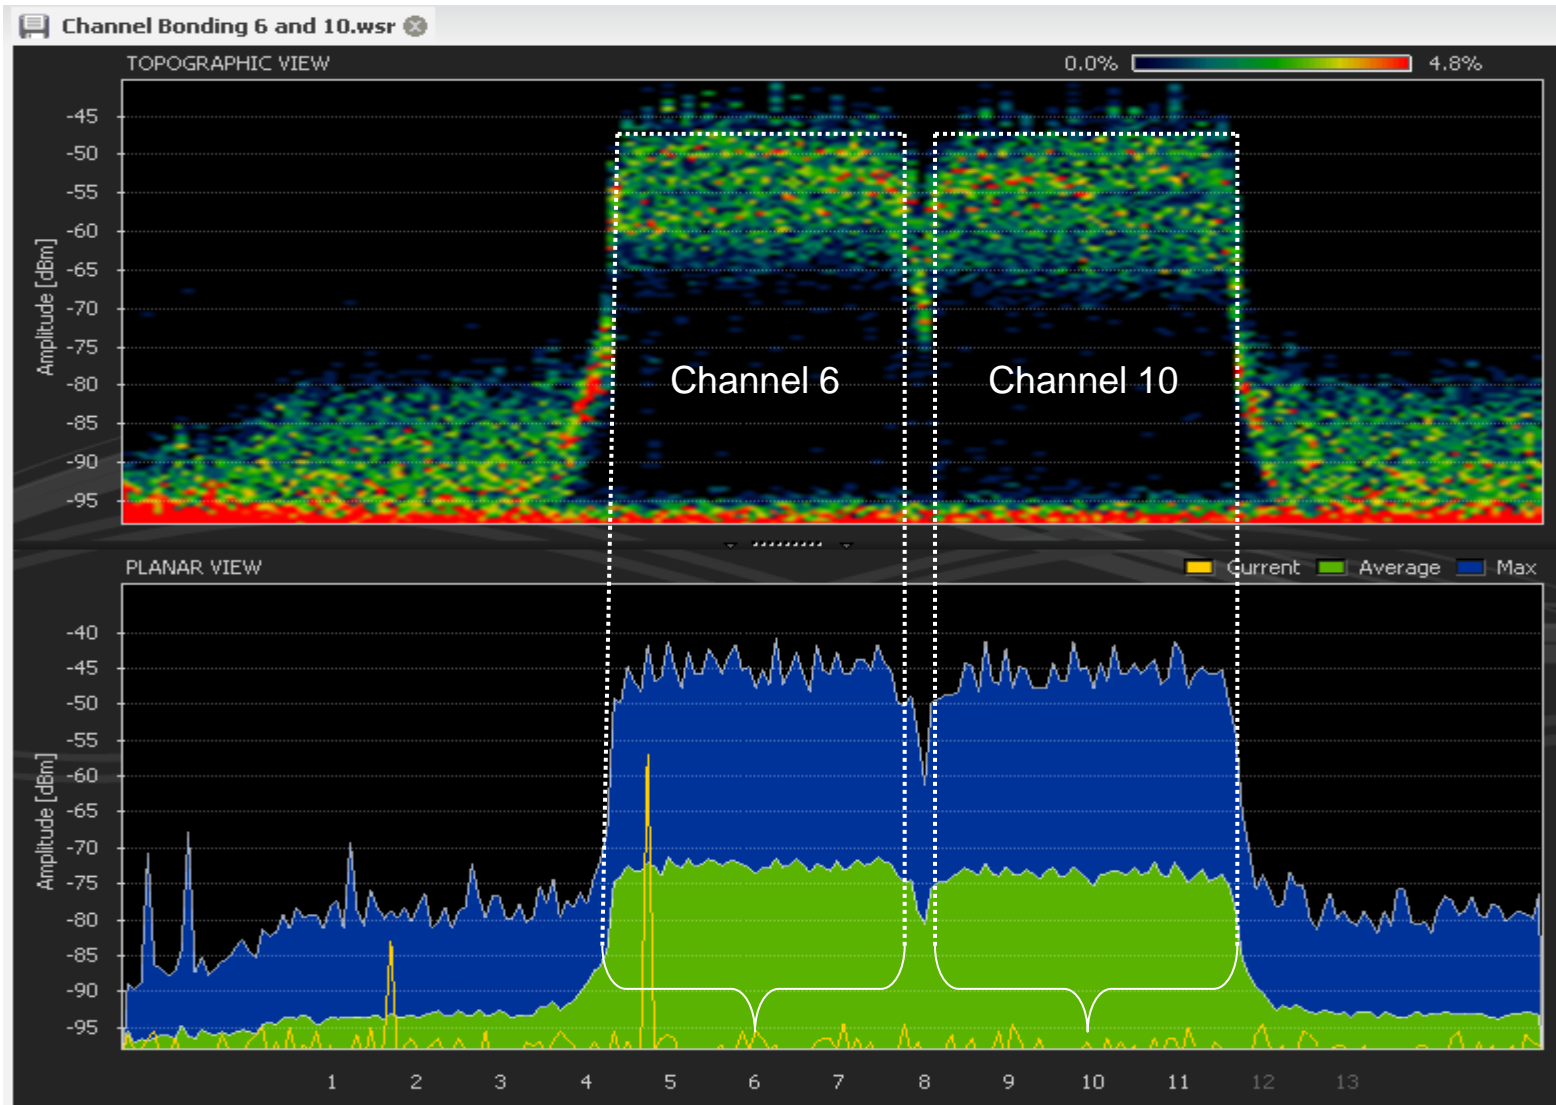 Channel Bonding 6 and 10.wsr
TOPOGRAPHIC VIEW
0.0%
4.8%
-45
-50
-55
-60
-65
-70
-75
-80
-85
-90
-95
Amplitude [dBm]
Channel 6
Channel 10
PLANAR VIEW
Current
Average
Max
-40
-45
-50
-55
-60
-65
-70
-75
-80
-85
-90
-95
Amplitude [dBm]
1 2 3 4 5 6 7 8 9 10 11 12 13